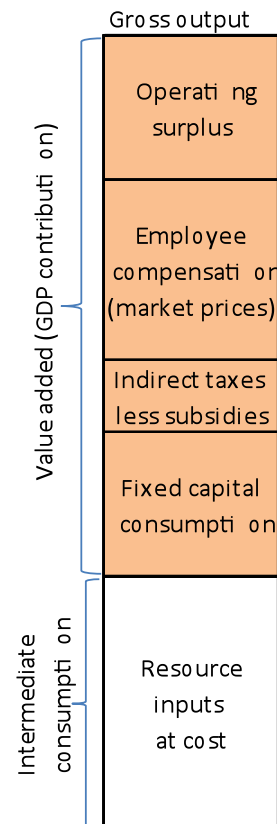 Gross output
Operati ng
surplus
Employee
compensati on
(market prices)
Indirect taxes
less subsidies
Fixed capital
consumpti on
Value added (GDP contributi on)
Resource
inputs
at cost
Intermediate
consumpti on